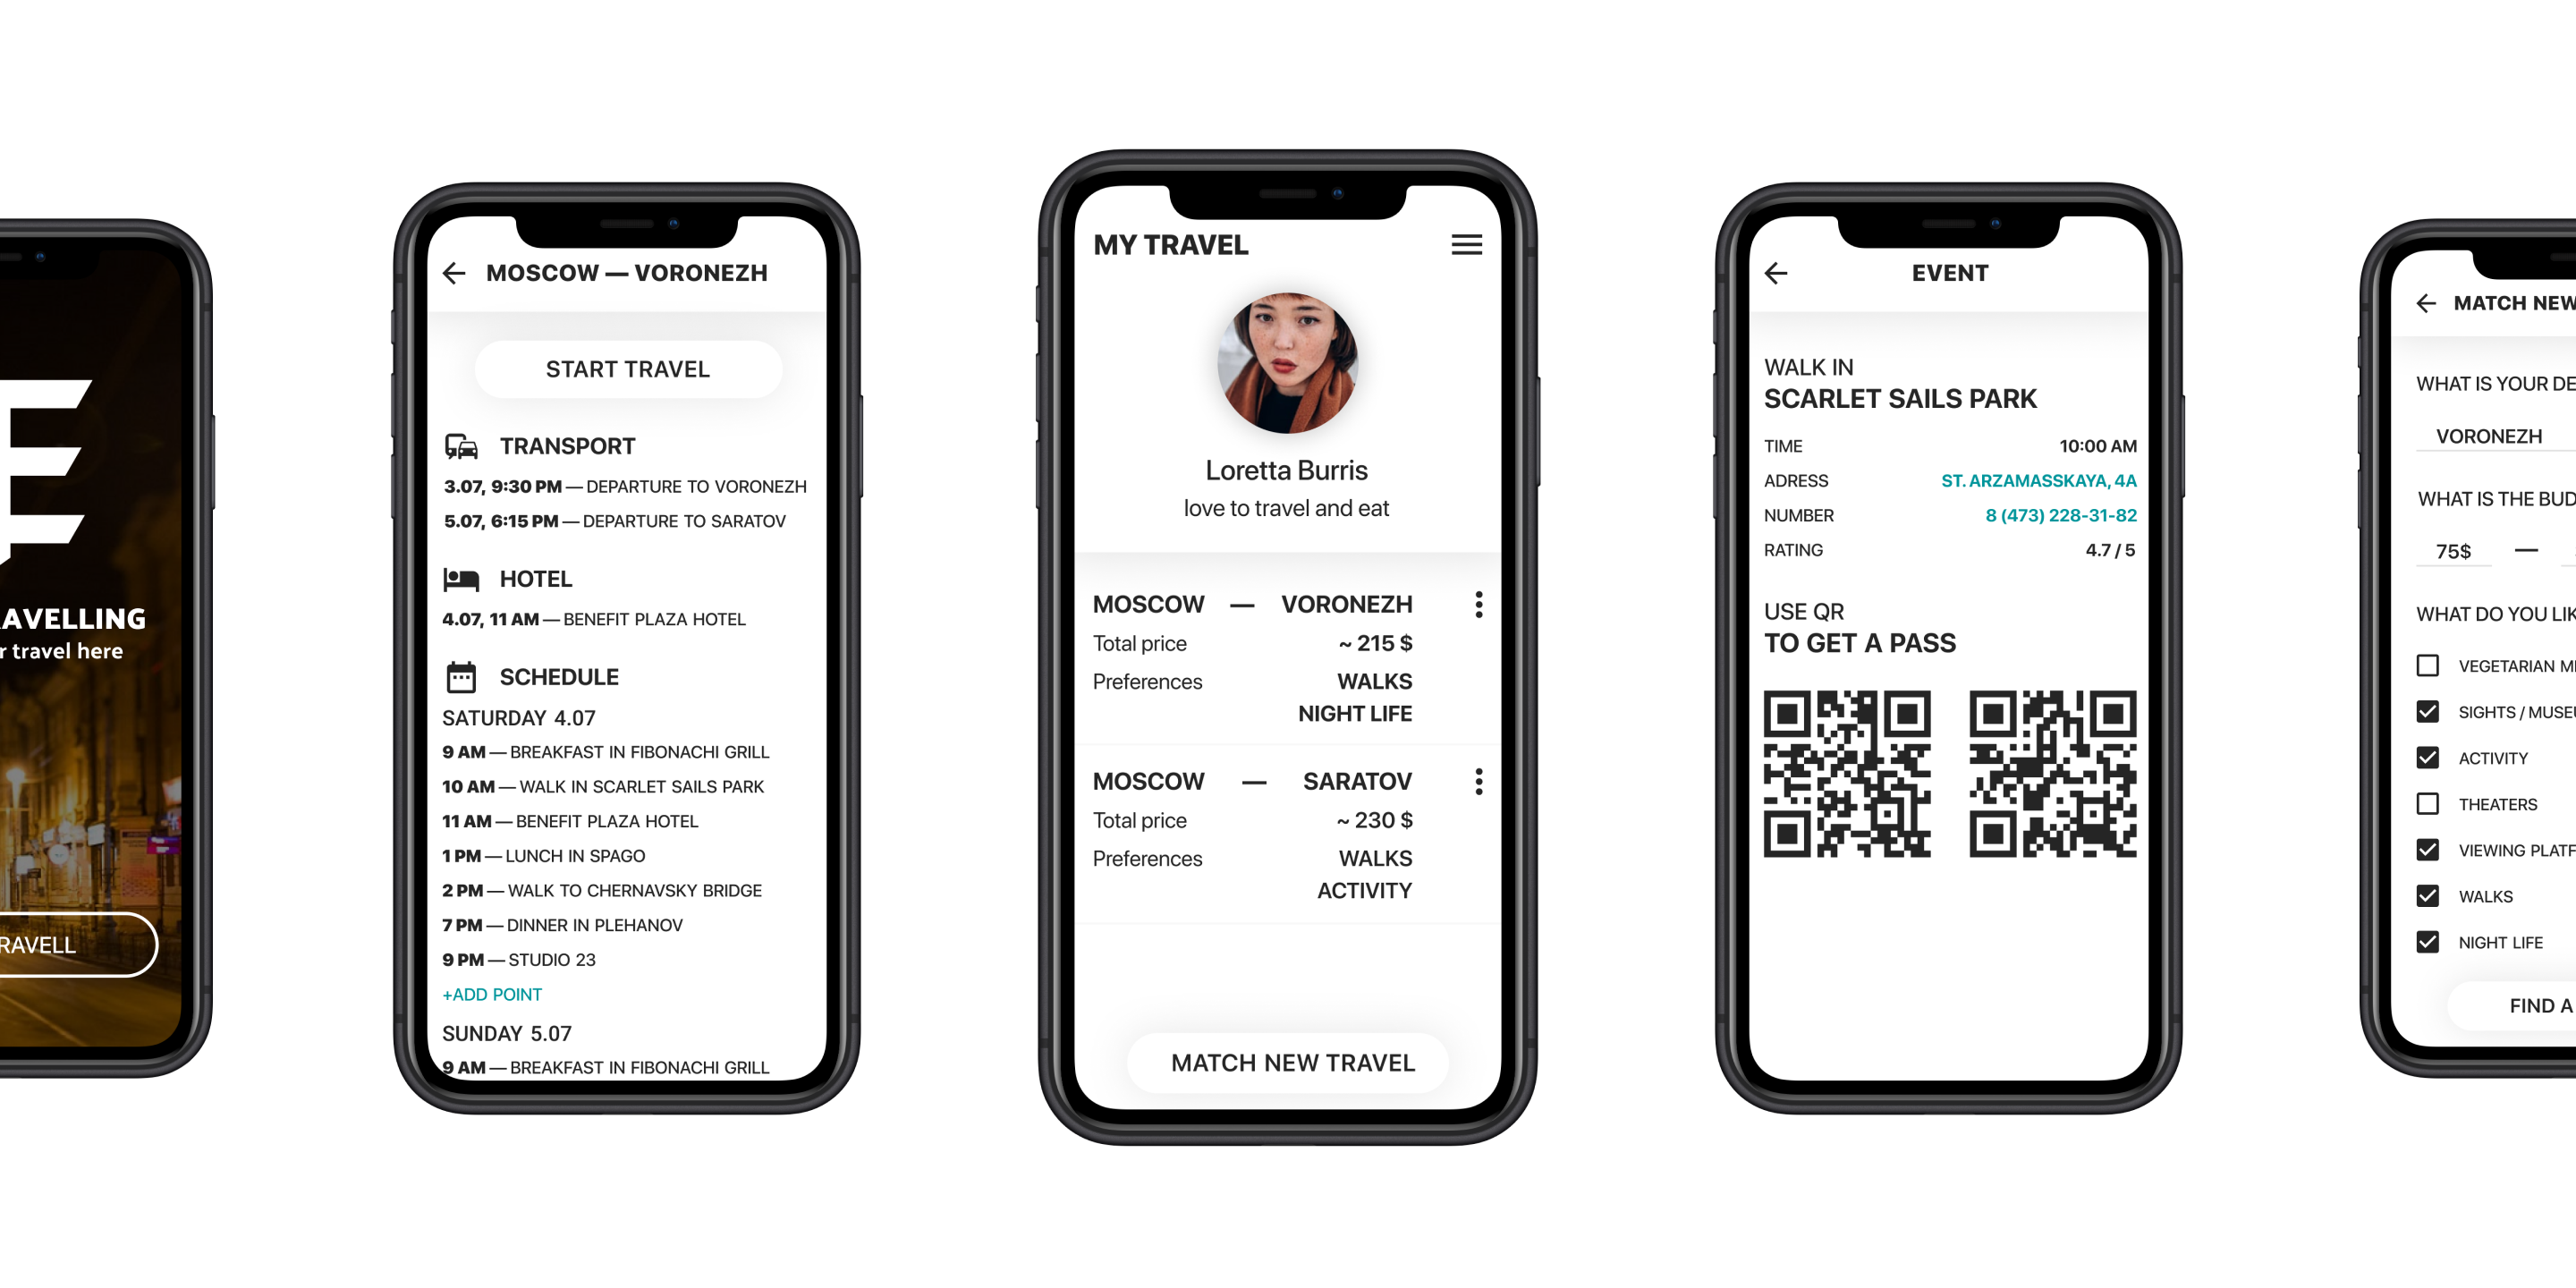 AVELLING
r travel here
RAVELL
MOSCOW — VORONEZH
START TRAVEL
TRANSPORT
3.07, 9:30 PM — DEPARTURE TO VORONEZH
5.07, 6:15 PM — DEPARTURE TO SARATOV
HOTEL
4.07, 11 AM — BENEFIT PLAZA HOTEL
SCHEDULE
SATURDAY 4.07
9 AM — BREAKFAST IN FIBONACHI GRILL
10 AM — WALK IN SCARLET SAILS PARK
11 AM — BENEFIT PLAZA HOTEL
1 PM — LUNCH IN SPAGO
2 PM — WALK TO CHERNAVSKY BRIDGE
7 PM — DINNER IN PLEHANOV
9 PM — STUDIO 23
+ADD POINT
SUNDAY 5.07
9 AM — BREAKFAST IN FIBONACHI GRILL
MY TRAVEL
Loretta Burris
love to travel and eat
MOSCOW — VORONEZH
Total price ~ 215 $
Preferences WALKS
NIGHT LIFE
MOSCOW — SARATOV
Total price ~ 230 $
Preferences WALKS
ACTIVITY
MATCH NEW TRAVEL
EVENT
WALK IN
SCARLET SAILS PARK
TIME 10:00 AM
ADRESS ST. ARZAMASSKAYA, 4A
NUMBER 8 (473) 228-31-82
RATING 4.7 / 5
USE QR
TO GET A PASS
MATCH NEW
WHAT IS YOUR DE
VORONEZH
WHAT IS THE BUD
75$ —
WHAT DO YOU LIK
VEGETARIAN M
SIGHTS / MUSEU
ACTIVITY
THEATERS
VIEWING PLATF
WALKS
NIGHT LIFE
FIND A